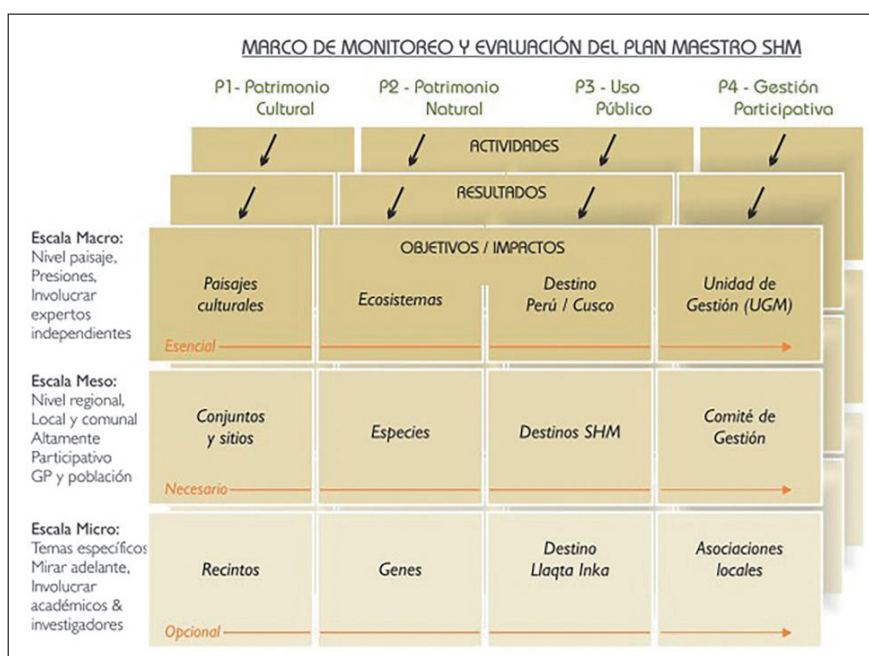 MARCO DE MONITOREO Y EVALUACIÓN DEL PLAN MAESTRO SHM
P1- Patrimonio
Cultural
P2 - Patrimonio
Natural
P3 - Uso
Público
P4 - Gestión
Participativa
ACTIVIDADES
RESULTADOS
OBJETIVOS / IMPACTOS
Escala Macro:
Nivel paisaje,
Presiones,
Involucrar
expertos
independientes
Paisajes
culturales
Ecosistemas
Destino
Perú / Cusco
Unidad de
Gestión (UGM)
Esencial
Escala Meso:
Nivel regional,
Local y comunal
Altamente
Participativo
GP y población
Conjuntos
y sitios
Especies
Destinos SHM
Comité de
Gestión
Necesario
Escala Micro:
Temas específicos
Mirar adelante,
Involucrar
académicos &
investigadores
Recintos
Genes
Destino
Llaqta Inka
Asociaciones
locales
Opcional